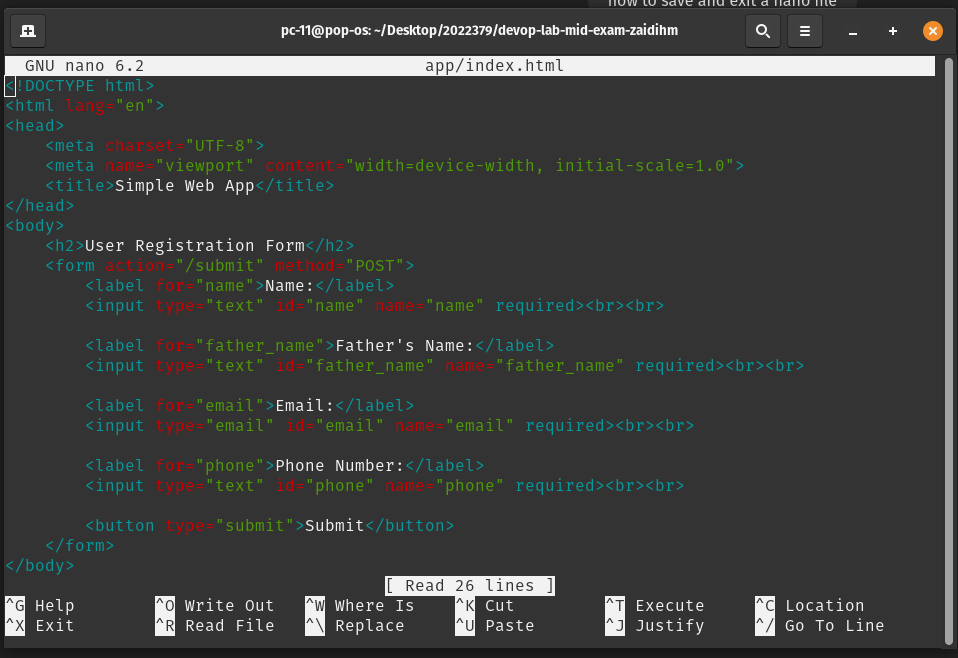 how to save and exit a nano file
pc-11@pop-os: ~/Desktop/2022379/devop-lab-mid-exam-zaidihm
GNU nano 6.2 app/index.html
<!DOCTYPE html>
<html lang="en">
<head>
    <meta charset="UTF-8">
    <meta name="viewport" content="width=device-width, initial-scale=1.0">
    <title>Simple Web App</title>
</head>
<body>
    <h2>User Registration Form</h2>
    <form action="/submit" method="POST">
        <label for="name">Name:</label>
        <input type="text" id="name" name="name" required><br><br>

        <label for="father_name">Father's Name:</label>
        <input type="text" id="father_name" name="father_name" required><br><br>

        <label for="email">Email:</label>
        <input type="email" id="email" name="email" required><br><br>

        <label for="phone">Phone Number:</label>
        <input type="text" id="phone" name="phone" required><br><br>

        <button type="submit">Submit</button>
    </form>
</body>
[ Read 26 lines ]
^G Help ^O Write Out ^W Where Is ^K Cut ^T Execute ^C Location
^X Exit ^R Read File ^\ Replace ^U Paste ^J Justify ^/ Go To Line